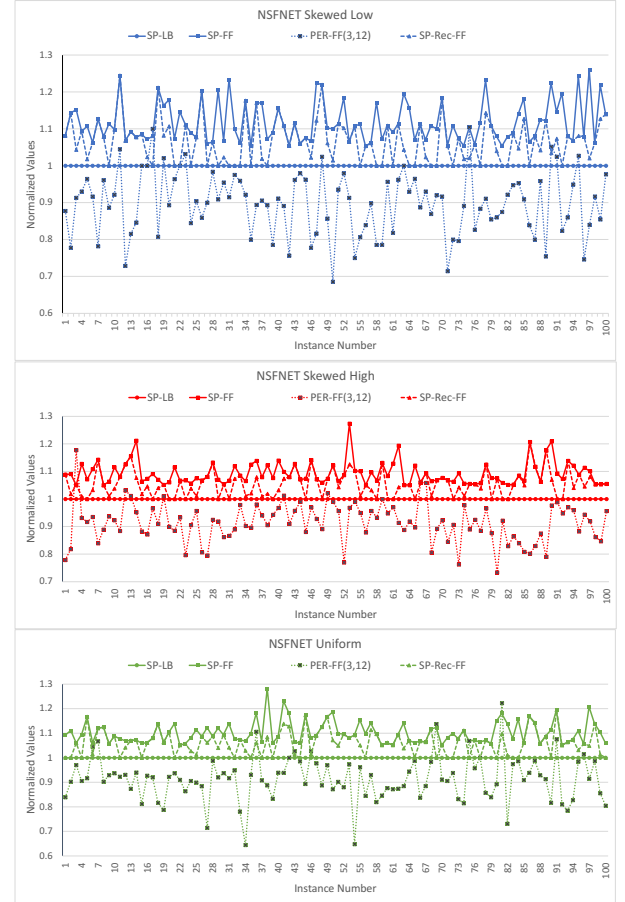 NSFNET Skewed Low
SP-LB SP-FF PER-FF(3,12) SP-Rec-FF
1.3
1.2
1.1
1
0.9
0.8
0.7
0.6
Normalized Values
1 4 7 10 13 16 19 22 25 28 31 34 37 40 43 46 49 52 55 58 61 64 67 70 73 76 79 82 85 88 91 94 97 100
Instance Number
NSFNET Skewed High
SP-LB SP-FF PER-FF(3,12) SP-Rec-FF
1.3
1.2
1.1
1
0.9
0.8
0.7
Normalized Values
1 4 7 10 13 16 19 22 25 28 31 34 37 40 43 46 49 52 55 58 61 64 67 70 73 76 79 82 85 88 91 94 97 100
Instance Number
NSFNET Uniform
SP-LB SP-FF PER-FF(3,12) SP-Rec-FF
1.3
1.2
1.1
1
0.9
0.8
0.7
0.6
Normalized Values
1 4 7 10 13 16 19 22 25 28 31 34 37 40 43 46 49 52 55 58 61 64 67 70 73 76 79 82 85 88 91 94 97 100
Instance Number